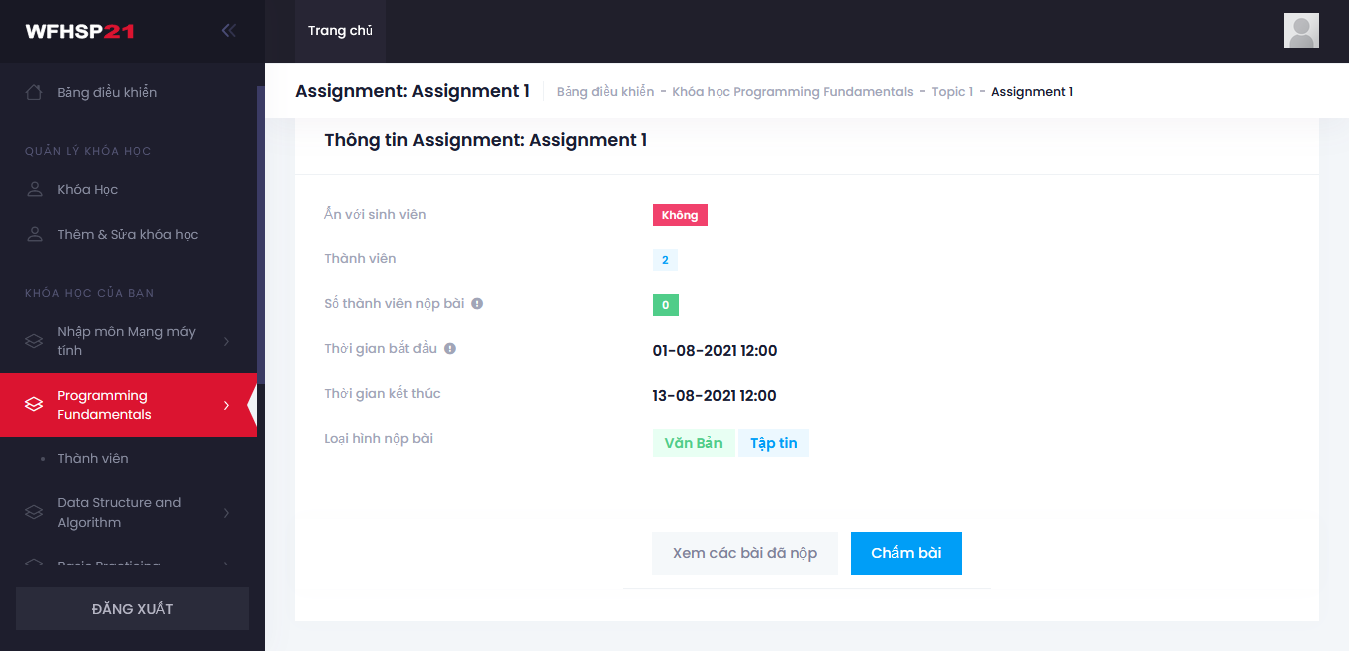 WFHSP21
Trang chủ
Bảng điều khiển
QUẢN LÝ KHÓA HỌC
Khóa Học
Thêm & Sửa khóa học
KHÓA HỌC CỦA BẠN
Nhập môn Mạng máy
tính
Programming
Fundamentals
Thành viên
Data Structure and
Algorithm
Basic Practicing
ĐĂNG XUẤT
Assignment: Assignment 1
Bảng điều khiển - Khóa học Programming Fundamentals - Topic 1 - Assignment 1
Thông tin Assignment: Assignment 1
Ẩn với sinh viên Không
Thành viên 2
Số thành viên nộp bài 0
Thời gian bắt đầu 01-08-2021 12:00
Thời gian kết thúc 13-08-2021 12:00
Loại hình nộp bài Văn Bản Tập tin
Xem các bài đã nộp Chấm bài